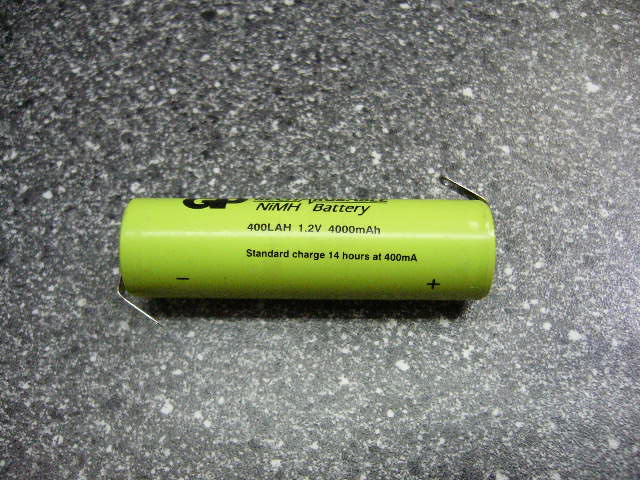 GP
NiMH Battery
400LAH 1.2V 4000mAh
Standard charge 14 hours at 400mA
- +